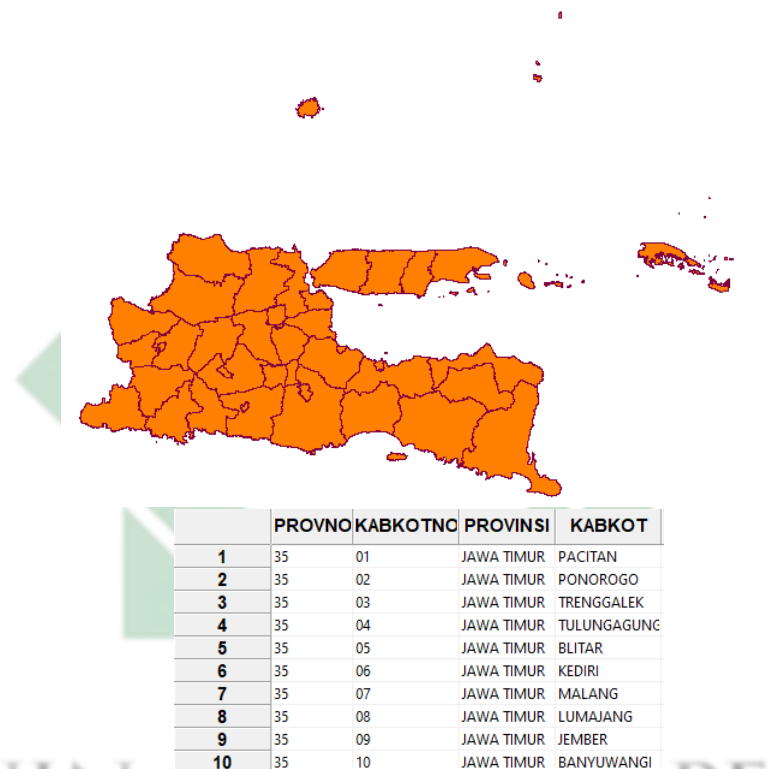 PROVNO KABKOTNO PROVINSI KABKOT
1 35 01 JAWA TIMUR PACITAN
2 35 02 JAWA TIMUR PONOROGO
3 35 03 JAWA TIMUR TRENGGALEK
4 35 04 JAWA TIMUR TULUNGAGUNG
5 35 05 JAWA TIMUR BLITAR
6 35 06 JAWA TIMUR KEDIRI
7 35 07 JAWA TIMUR MALANG
8 35 08 JAWA TIMUR LUMAJANG
9 35 09 JAWA TIMUR JEMBER
10 35 10 JAWA TIMUR BANYUWANGI